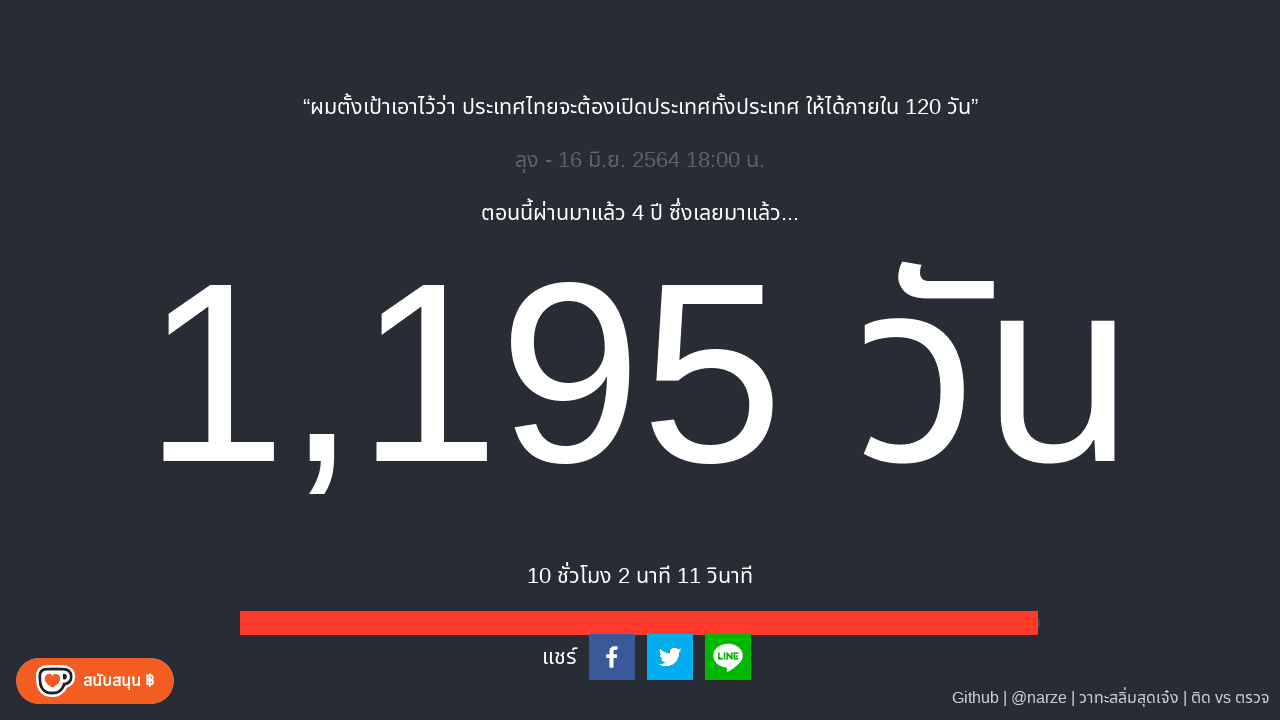 “ผมตั้งเป้าเอาไว้ว่า ประเทศไทยจะต้องเปิดประเทศทั้งประเทศ ให้ได้ภายใน 120 วัน”
ลุง - 16 มิ.ย. 2564 18:00 น.
ตอนนี้ผ่านมาแล้ว 4 ปี ซึ่งเลยมาแล้ว...
1,195 วัน
10 ชั่วโมง 2 นาที 11 วินาที
แชร์
LINE
สนับสนุน ฿
Github | @narze | วาทะสลิ่มสุดเจ๋ง | ติด vs ตรวจ